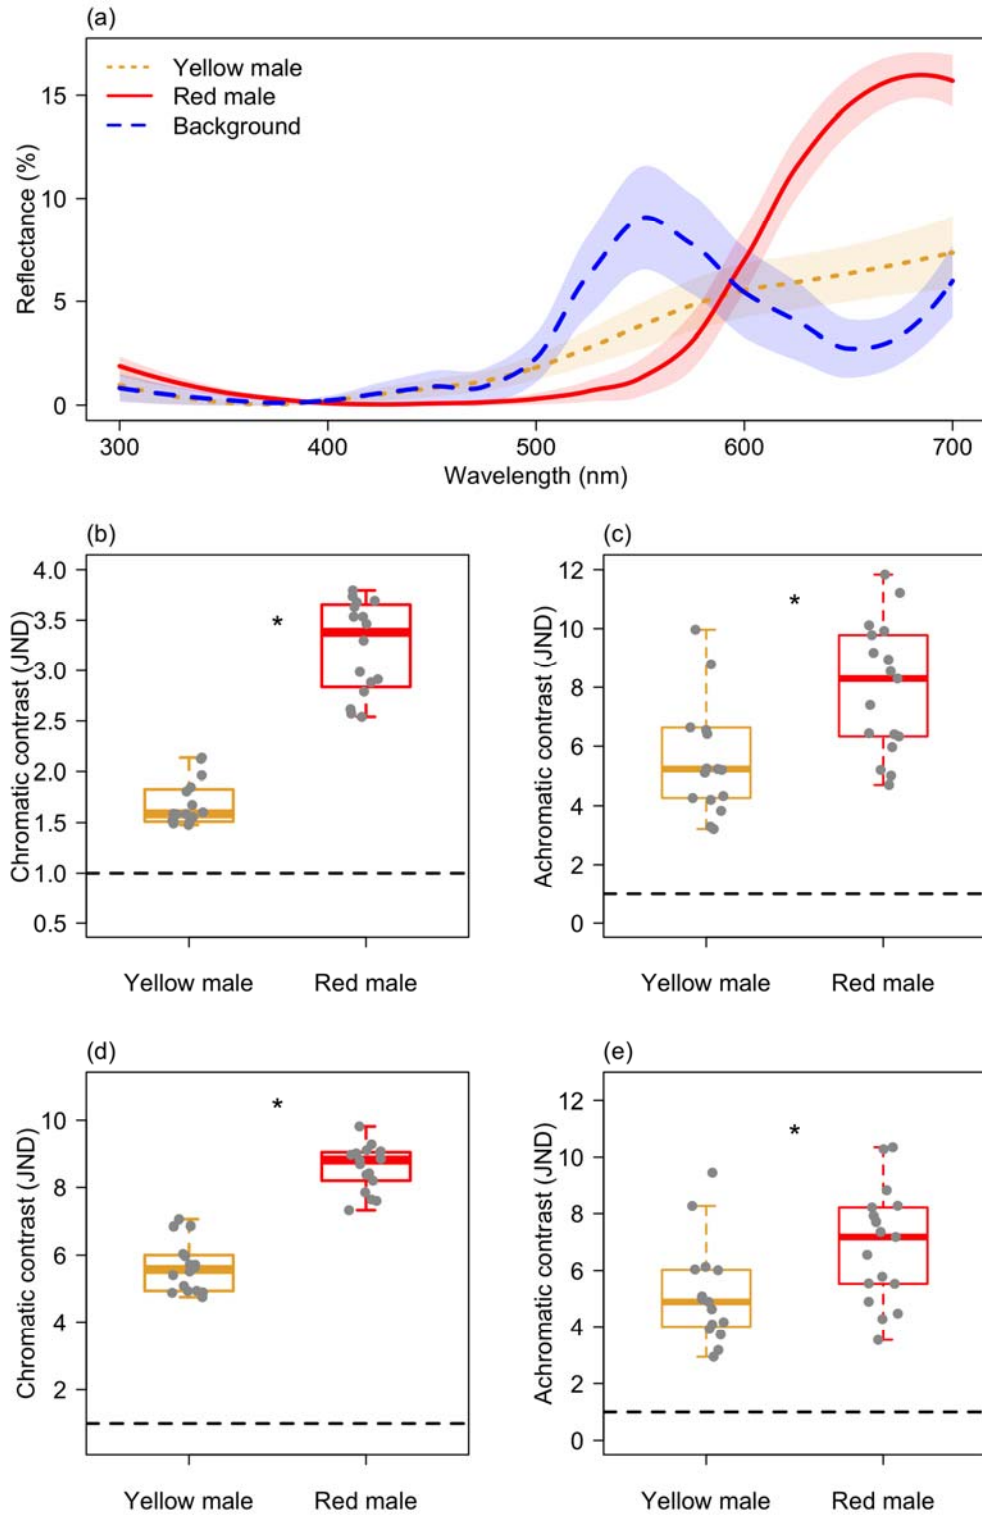 (a)
Yellow male
Red male
Background
Reflectance (%)
15
10
5
0
300 400 500 600 700
Wavelength (nm)
(b)
Chromatic contrast (JND)
4.0
3.5
3.0
2.5
2.0
1.5
1.0
0.5
*
Yellow male Red male
(c)
Achromatic contrast (JND)
12
10
8
6
4
2
0
*
Yellow male Red male
(d)
Chromatic contrast (JND)
10
8
6
4
2
*
Yellow male Red male
(e)
Achromatic contrast (JND)
12
10
8
6
4
2
0
*
Yellow male Red male